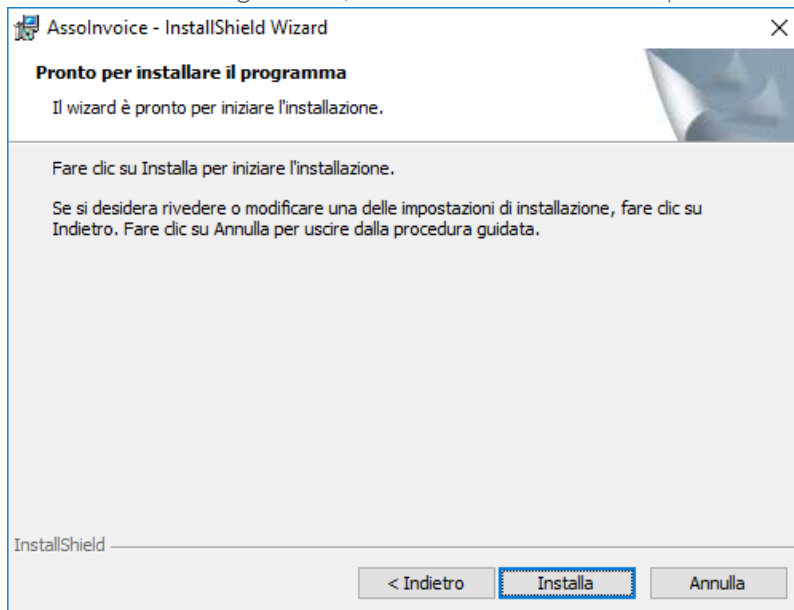 AssoInvoice - InstallShield Wizard
Pronto per installare il programma
Il wizard è pronto per iniziare l'installazione.
Fare clic su Installa per iniziare l'installazione.
Se si desidera rivedere o modificare una delle impostazioni di installazione, fare clic su
Indietro. Fare clic su Annulla per uscire dalla procedura guidata.
InstallShield
< Indietro Installa Annulla